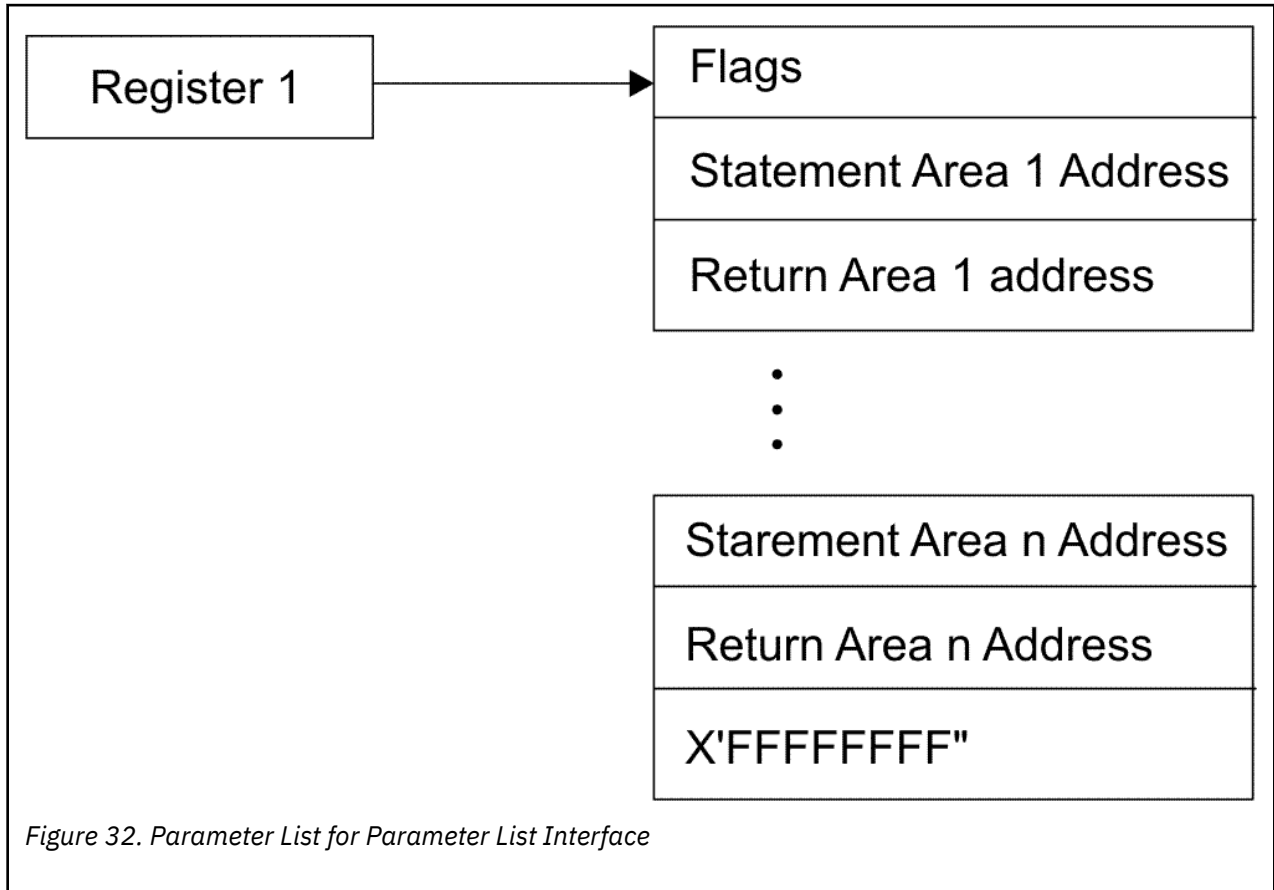 Register 1
Flags
Statement Area 1 Address
Return Area 1 address
Starement Area n Address
Return Area n Address
X'FFFFFFFF"
Figure 32. Parameter List for Parameter List Interface